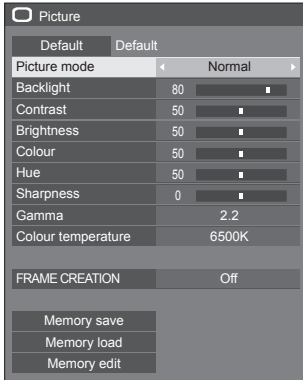 Picture
Default Default
Picture mode Normal
Backlight 80
Contrast 50
Brightness 50
Colour 50
Hue 50
Sharpness 0
Gamma 2.2
Colour temperature 6500K
FRAME CREATION Off
Memory save
Memory load
Memory edit